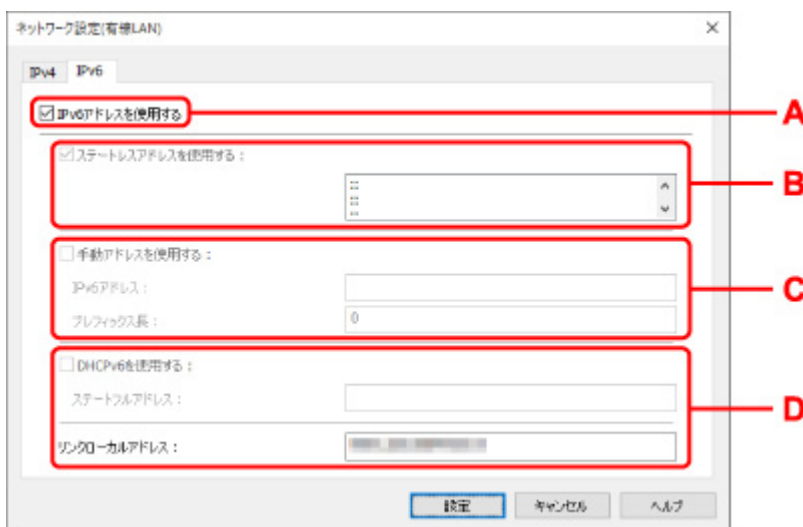 ネットワーク設定(有線LAN)
IPv4 IPv6
IPv6アドレスを使用する
A
ステートレスアドレスを使用する：
::
::
::
B
手動アドレスを使用する：
IPv6アドレス：
プレフィックス長： 0
C
DHCPv6を使用する：
ステートフルアドレス：
D
リンクローカルアドレス：
設定 キャンセル ヘルプ